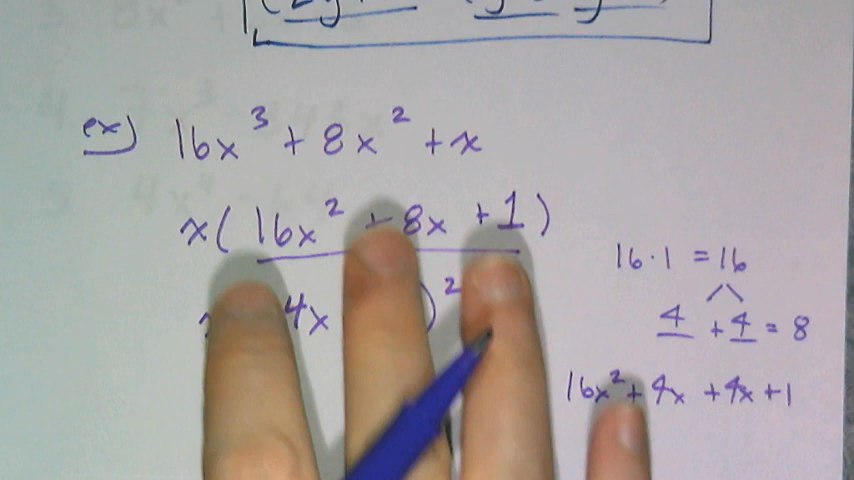 ex) 16x³ + 8x² + x
x( 16x² + 8x + 1 )
4x )²
16 · 1 = 16
4 + 4 = 8
16x² + 4x + 4x + 1